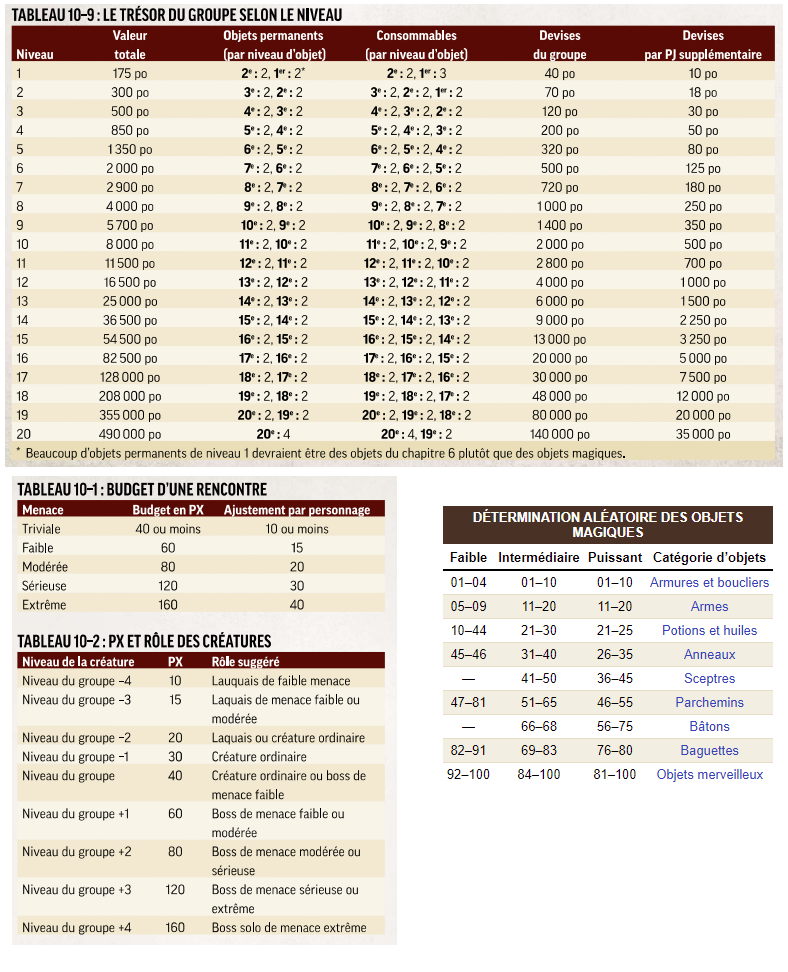 TABLEAU 10–9 : LE TRÉSOR DU GROUPE SELON LE NIVEAU
Valeur Objets permanents Consommables Devises Devises
Niveau totale (par niveau d'objet) (par niveau d'objet) du groupe par PJ supplémentaire
1 175 po 2e : 2, 1er : 2* 2e : 2, 1er : 3 40 po 10 po
2 300 po 3e : 2, 2e : 2 3e : 2, 2e : 2, 1er : 2 70 po 18 po
3 500 po 4e : 2, 3e : 2 4e : 2, 3e : 2, 2e : 2 120 po 30 po
4 850 po 5e : 2, 4e : 2 5e : 2, 4e : 2, 3e : 2 200 po 50 po
5 1 350 po 6e : 2, 5e : 2 6e : 2, 5e : 2, 4e : 2 320 po 80 po
6 2 000 po 7e : 2, 6e : 2 7e : 2, 6e : 2, 5e : 2 500 po 125 po
7 2 900 po 8e : 2, 7e : 2 8e : 2, 7e : 2, 6e : 2 720 po 180 po
8 4 000 po 9e : 2, 8e : 2 9e : 2, 8e : 2, 7e : 2 1 000 po 250 po
9 5 700 po 10e : 2, 9e : 2 10e : 2, 9e : 2, 8e : 2 1 400 po 350 po
10 8 000 po 11e : 2, 10e : 2 11e : 2, 10e : 2, 9e : 2 2 000 po 500 po
11 11 500 po 12e : 2, 11e : 2 12e : 2, 11e : 2, 10e : 2 2 800 po 700 po
12 16 500 po 13e : 2, 12e : 2 13e : 2, 12e : 2, 11e : 2 4 000 po 1 000 po
13 25 000 po 14e : 2, 13e : 2 14e : 2, 13e : 2, 12e : 2 6 000 po 1 500 po
14 36 500 po 15e : 2, 14e : 2 15e : 2, 14e : 2, 13e : 2 9 000 po 2 250 po
15 54 500 po 16e : 2, 15e : 2 16e : 2, 15e : 2, 14e : 2 13 000 po 3 250 po
16 82 500 po 17e : 2, 16e : 2 17e : 2, 16e : 2, 15e : 2 20 000 po 5 000 po
17 128 000 po 18e : 2, 17e : 2 18e : 2, 17e : 2, 16e : 2 30 000 po 7 500 po
18 208 000 po 19e : 2, 18e : 2 19e : 2, 18e : 2, 17e : 2 48 000 po 12 000 po
19 355 000 po 20e : 2, 19e : 2 20e : 2, 19e : 2, 18e : 2 80 000 po 20 000 po
20 490 000 po 20e : 4 20e : 4, 19e : 2 140 000 po 35 000 po
* Beaucoup d'objets permanents de niveau 1 devraient être des objets du chapitre 6 plutôt que des objets magiques.
TABLEAU 10–1 : BUDGET D'UNE RENCONTRE
Menace Budget en PX Ajustement par personnage
Triviale 40 ou moins 10 ou moins
Faible 60 15
Modérée 80 20
Sérieuse 120 30
Extrême 160 40
TABLEAU 10–2 : PX ET RÔLE DES CRÉATURES
Niveau de la créature PX Rôle suggéré
Niveau du groupe –4 10 Lauquais de faible menace
Niveau du groupe –3 15 Laquais de menace faible ou
modérée
Niveau du groupe –2 20 Laquais ou créature ordinaire
Niveau du groupe –1 30 Créature ordinaire
Niveau du groupe 40 Créature ordinaire ou boss de
menace faible
Niveau du groupe +1 60 Boss de menace faible ou
modérée
Niveau du groupe +2 80 Boss de menace modérée ou
sérieuse
Niveau du groupe +3 120 Boss de menace sérieuse ou
extrême
Niveau du groupe +4 160 Boss solo de menace extrême
DÉTERMINATION ALÉATOIRE DES OBJETS
MAGIQUES
Faible Intermédiaire Puissant Catégorie d'objets
01–04 01–10 01–10 Armures et boucliers
05–09 11–20 11–20 Armes
10–44 21–30 21–25 Potions et huiles
45–46 31–40 26–35 Anneaux
— 41–50 36–45 Sceptres
47–81 51–65 46–55 Parchemins
— 66–68 56–75 Bâtons
82–91 69–83 76–80 Baguettes
92–100 84–100 81–100 Objets merveilleux